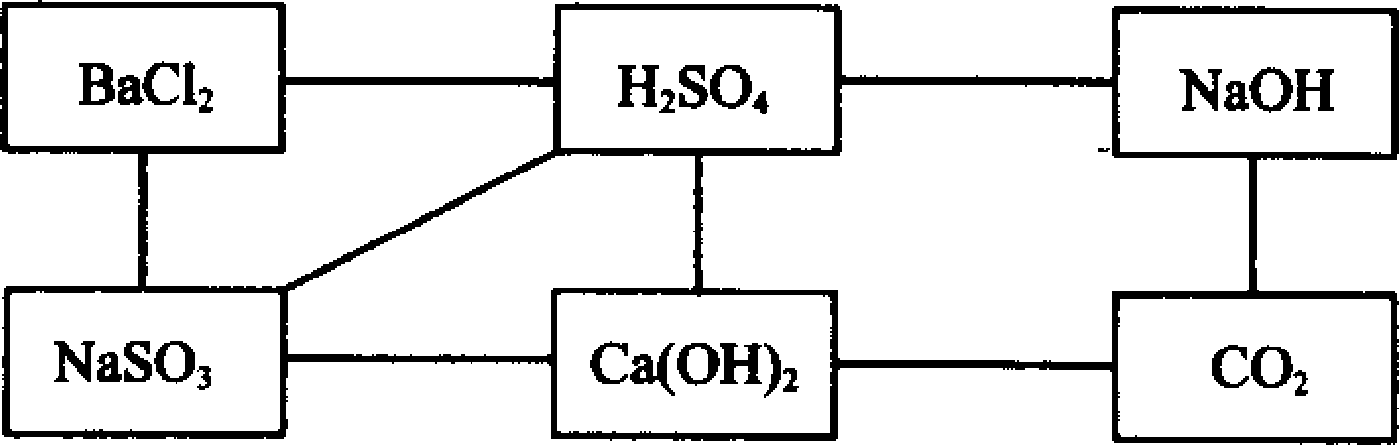 BaCl₂ H₂SO₄ NaOH
NaSO₃ Ca(OH)₂ CO₂